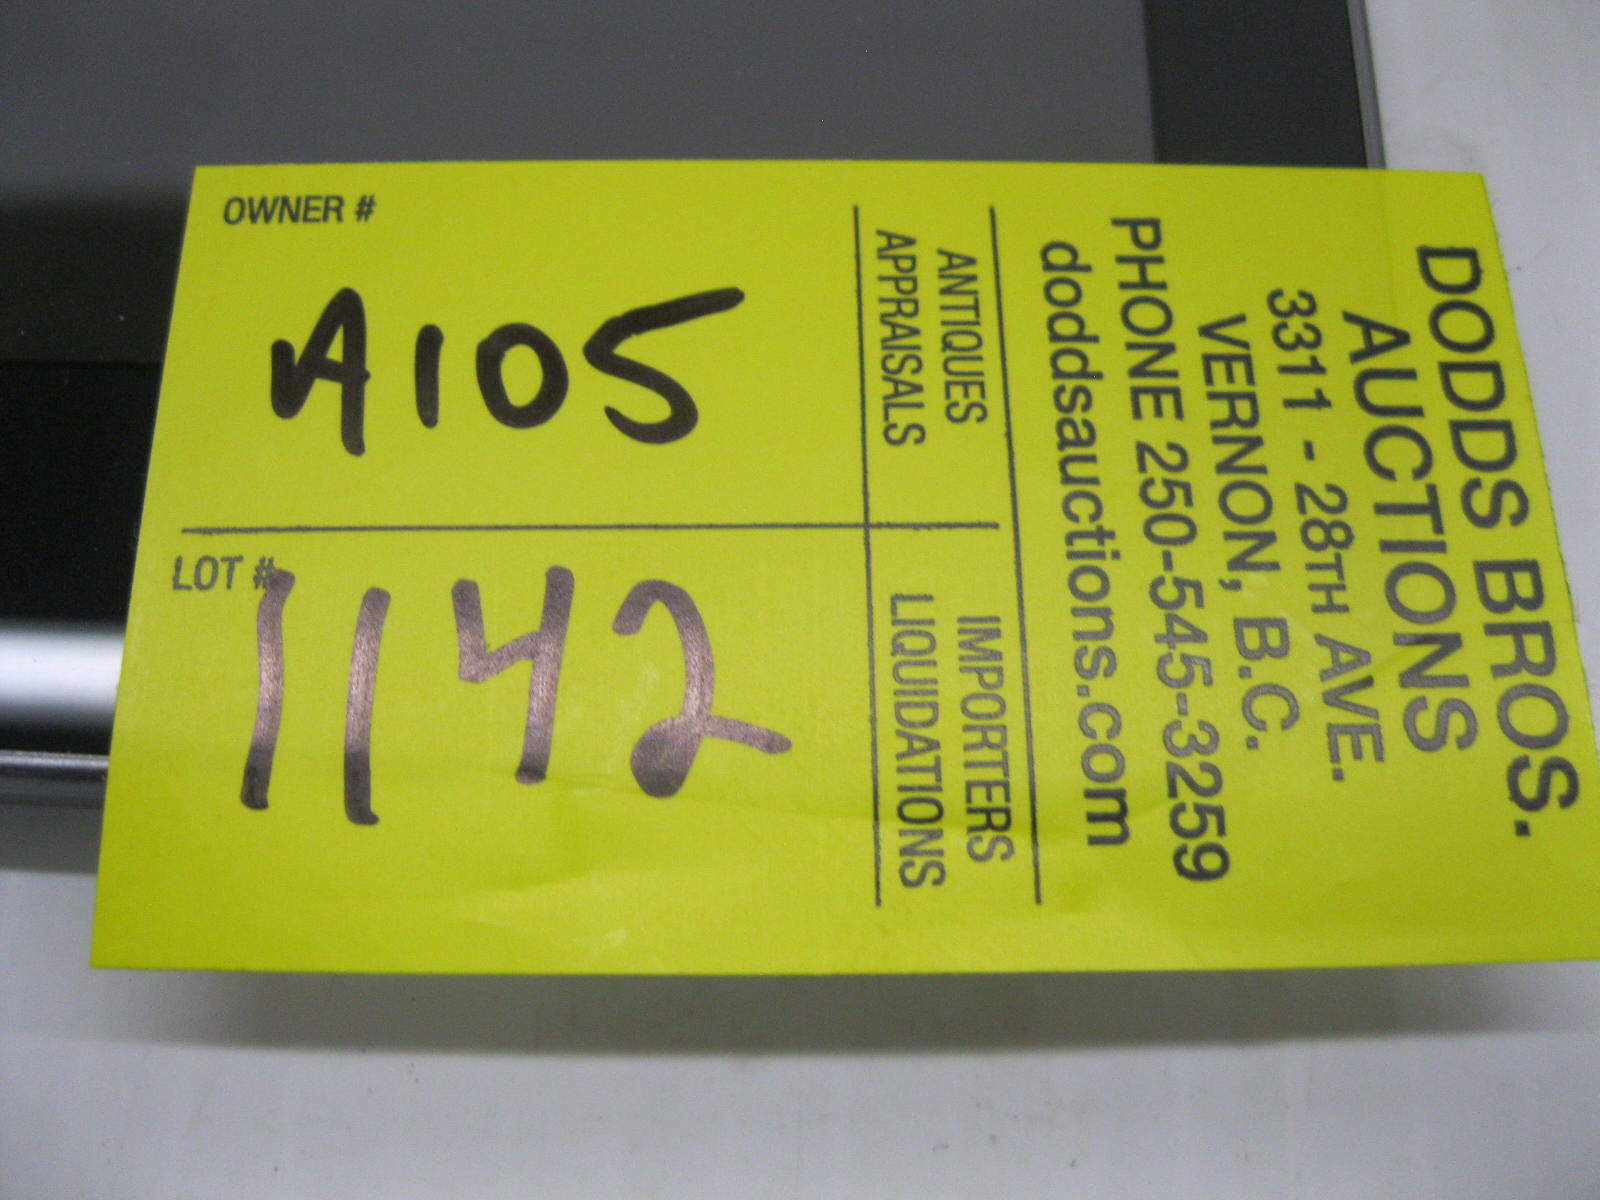 OWNER #
A105
LOT #
1142
DODDS BROS.
AUCTIONS
3311 - 28TH AVE.
VERNON, B.C.
PHONE 250-545-3259
doddsauctions.com
ANTIQUES
APPRAISALS
IMPORTERS
LIQUIDATIONS